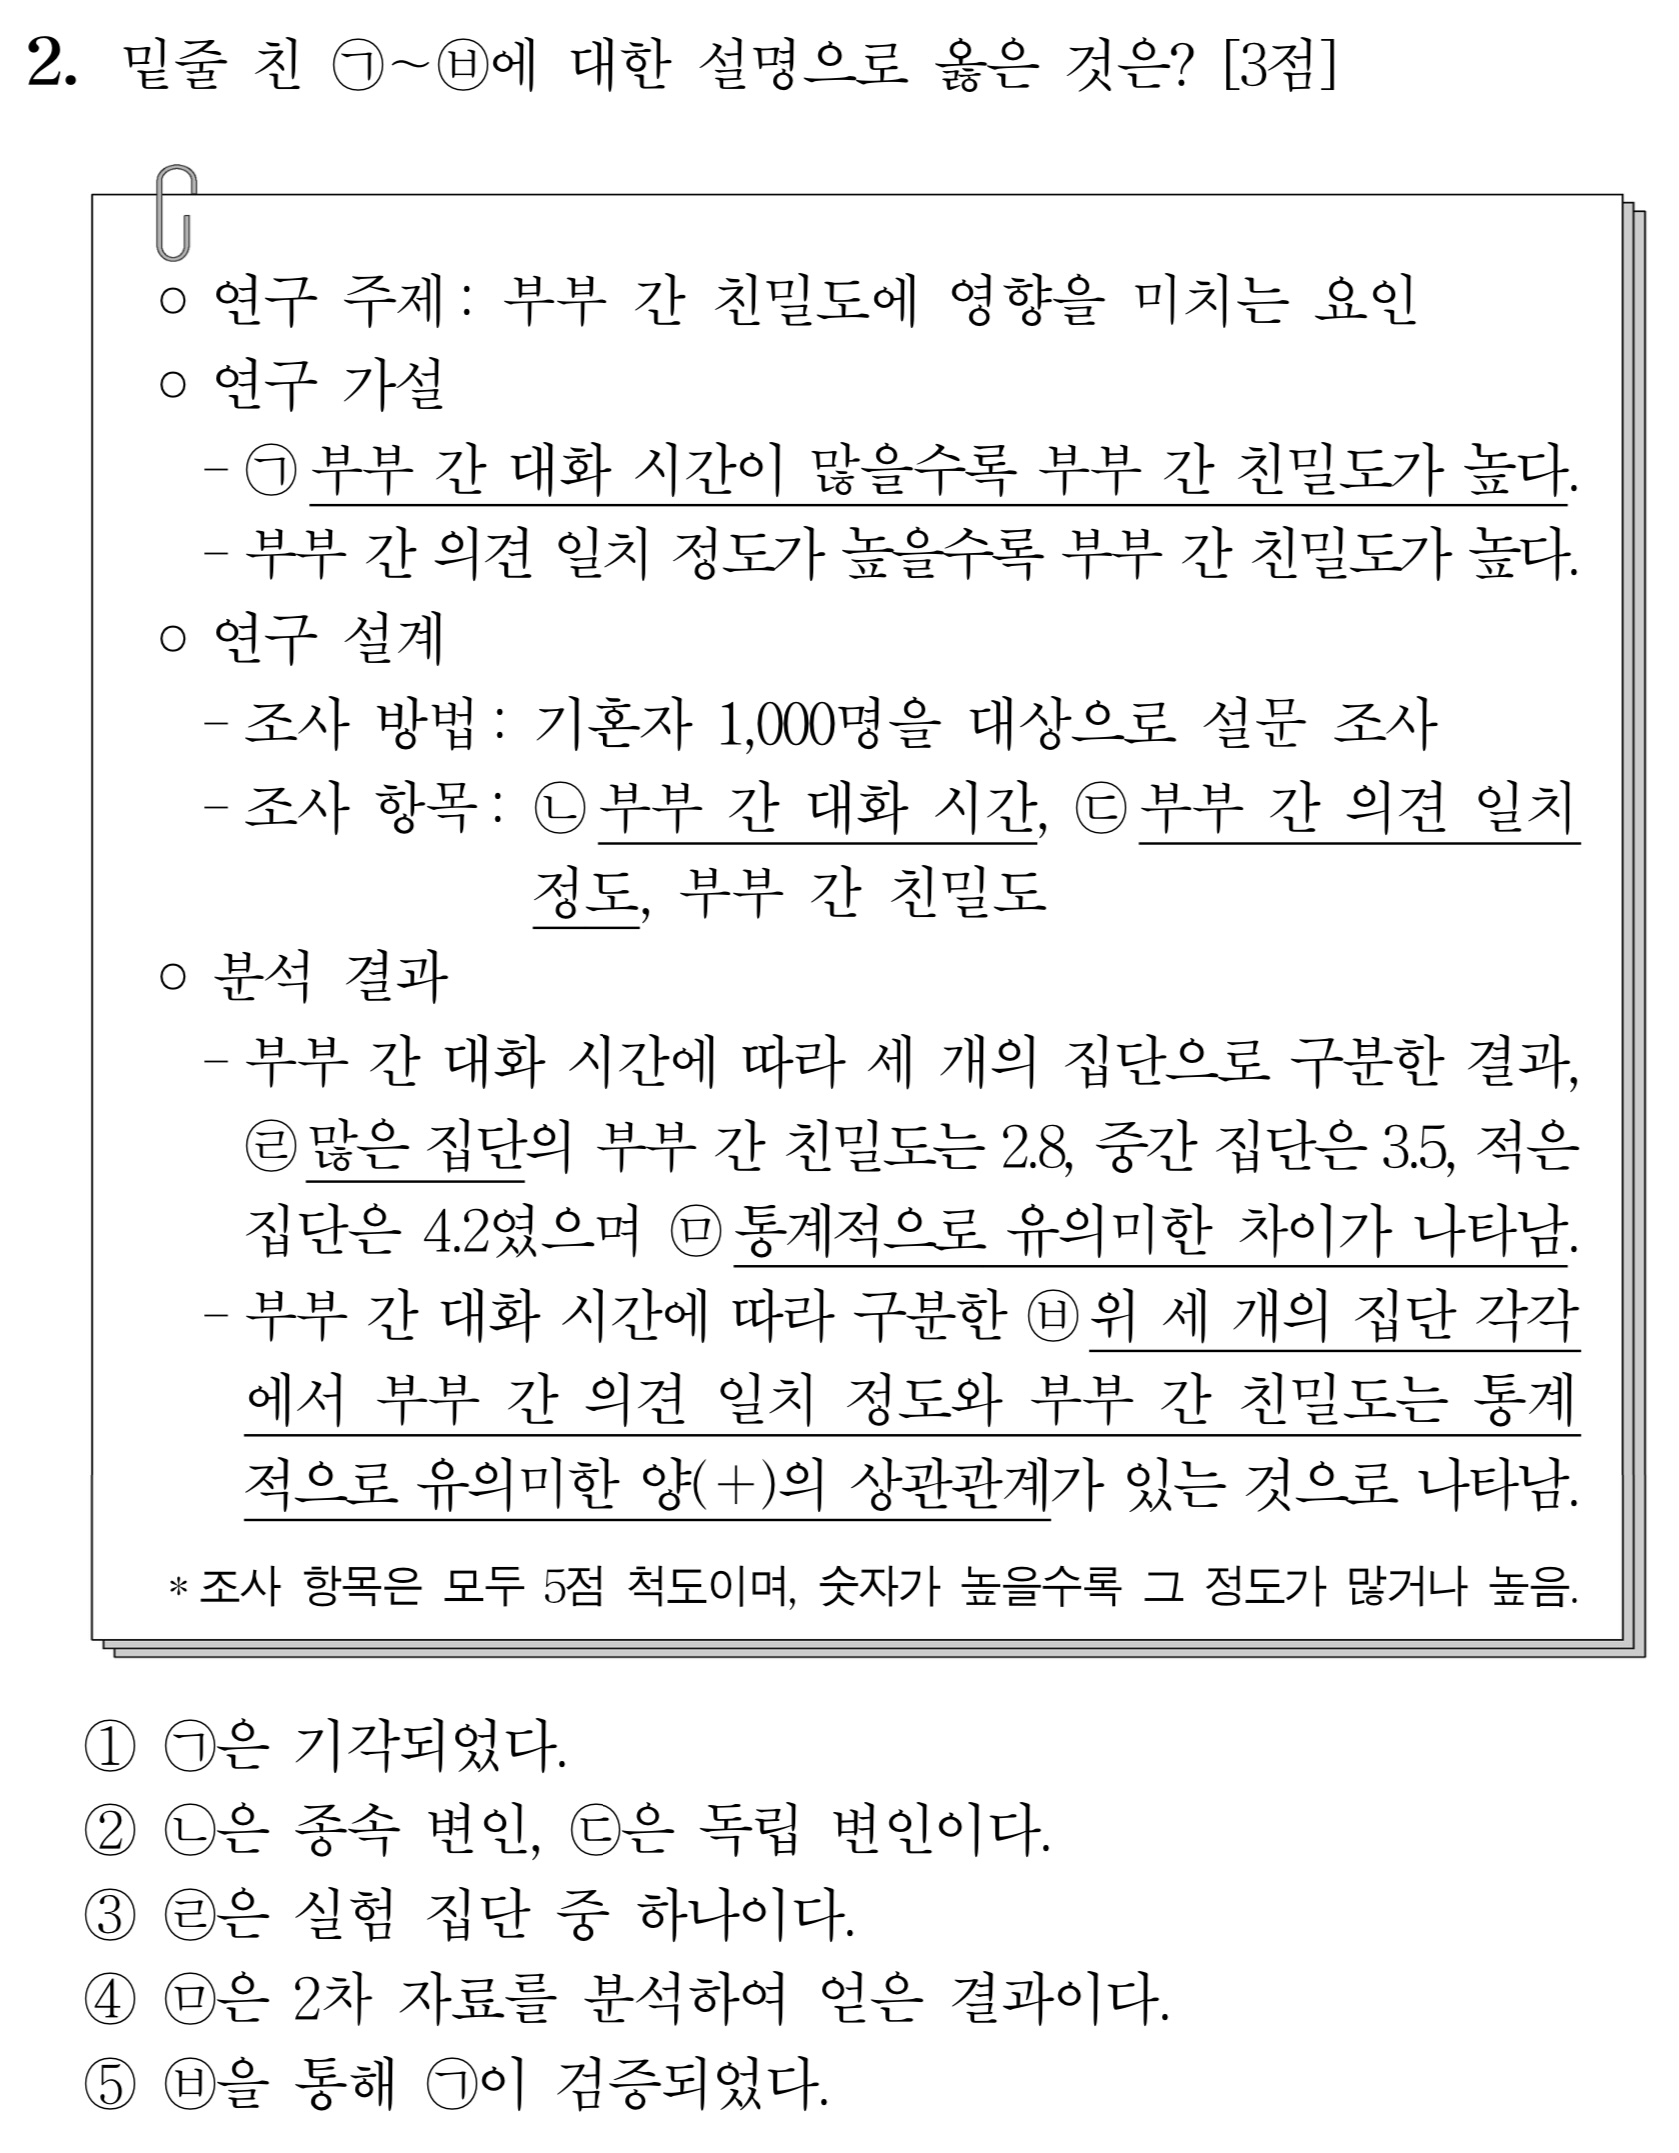 2. 밑줄 친 ㉠～㉥에 대한 설명으로 옳은 것은? [3점]
○ 연구 주제: 부부 간 친밀도에 영향을 미치는 요인
○ 연구 가설
- ㉠ 부부 간 대화 시간이 많을수록 부부 간 친밀도가 높다.
- 부부 간 의견 일치 정도가 높을수록 부부 간 친밀도가 높다.
○ 연구 설계
- 조사 방법: 기혼자 1,000명을 대상으로 설문 조사
- 조사 항목: ㉡ 부부 간 대화 시간, ㉢ 부부 간 의견 일치
정도, 부부 간 친밀도
○ 분석 결과
- 부부 간 대화 시간에 따라 세 개의 집단으로 구분한 결과,
㉣ 많은 집단의 부부 간 친밀도는 2.8, 중간 집단은 3.5, 적은
집단은 4.2였으며 ㉤ 통계적으로 유의미한 차이가 나타남.
- 부부 간 대화 시간에 따라 구분한 ㉥ 위 세 개의 집단 각각
에서 부부 간 의견 일치 정도와 부부 간 친밀도는 통계
적으로 유의미한 양(+)의 상관관계가 있는 것으로 나타남.
* 조사 항목은 모두 5점 척도이며, 숫자가 높을수록 그 정도가 많거나 높음.
① ㉠은 기각되었다.
② ㉡은 종속 변인, ㉢은 독립 변인이다.
③ ㉣은 실험 집단 중 하나이다.
④ ㉤은 2차 자료를 분석하여 얻은 결과이다.
⑤ ㉥을 통해 ㉠이 검증되었다.